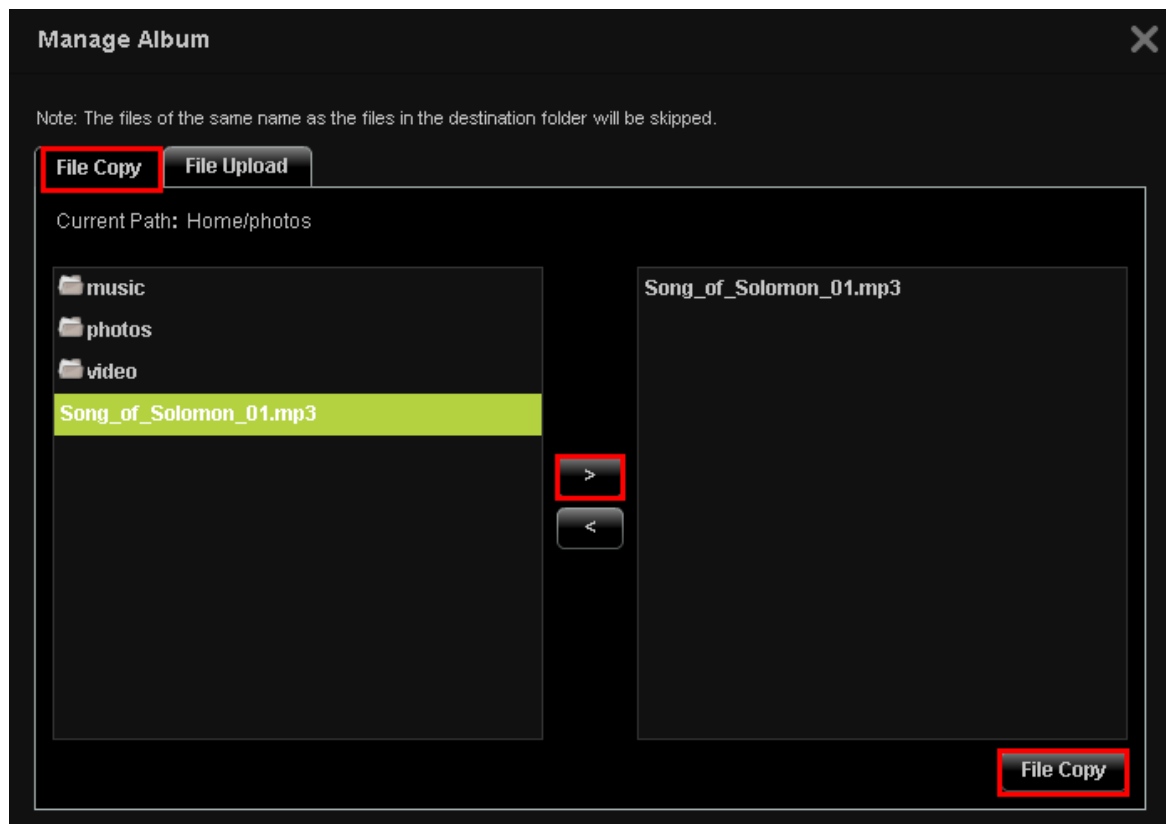 Manage Album
Note: The files of the same name as the files in the destination folder will be skipped.
File Copy
File Upload
Current Path: Home/photos
music
photos
video
Song_of_Solomon_01.mp3
>
<
Song_of_Solomon_01.mp3
File Copy